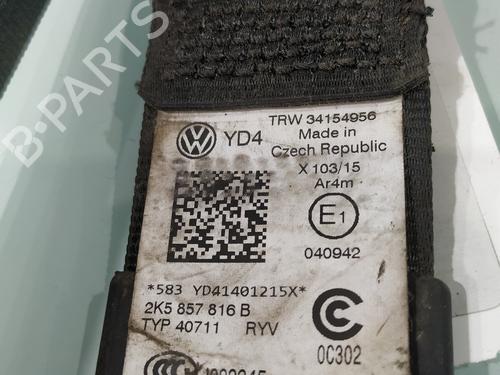 YD4
TRW 34154956
Made in
Czech Republic
X 103/15
Ar4m
E1
040942
*583 YD41401215X*
2K5 857 816 B
TYP 40711 RYV
0C302